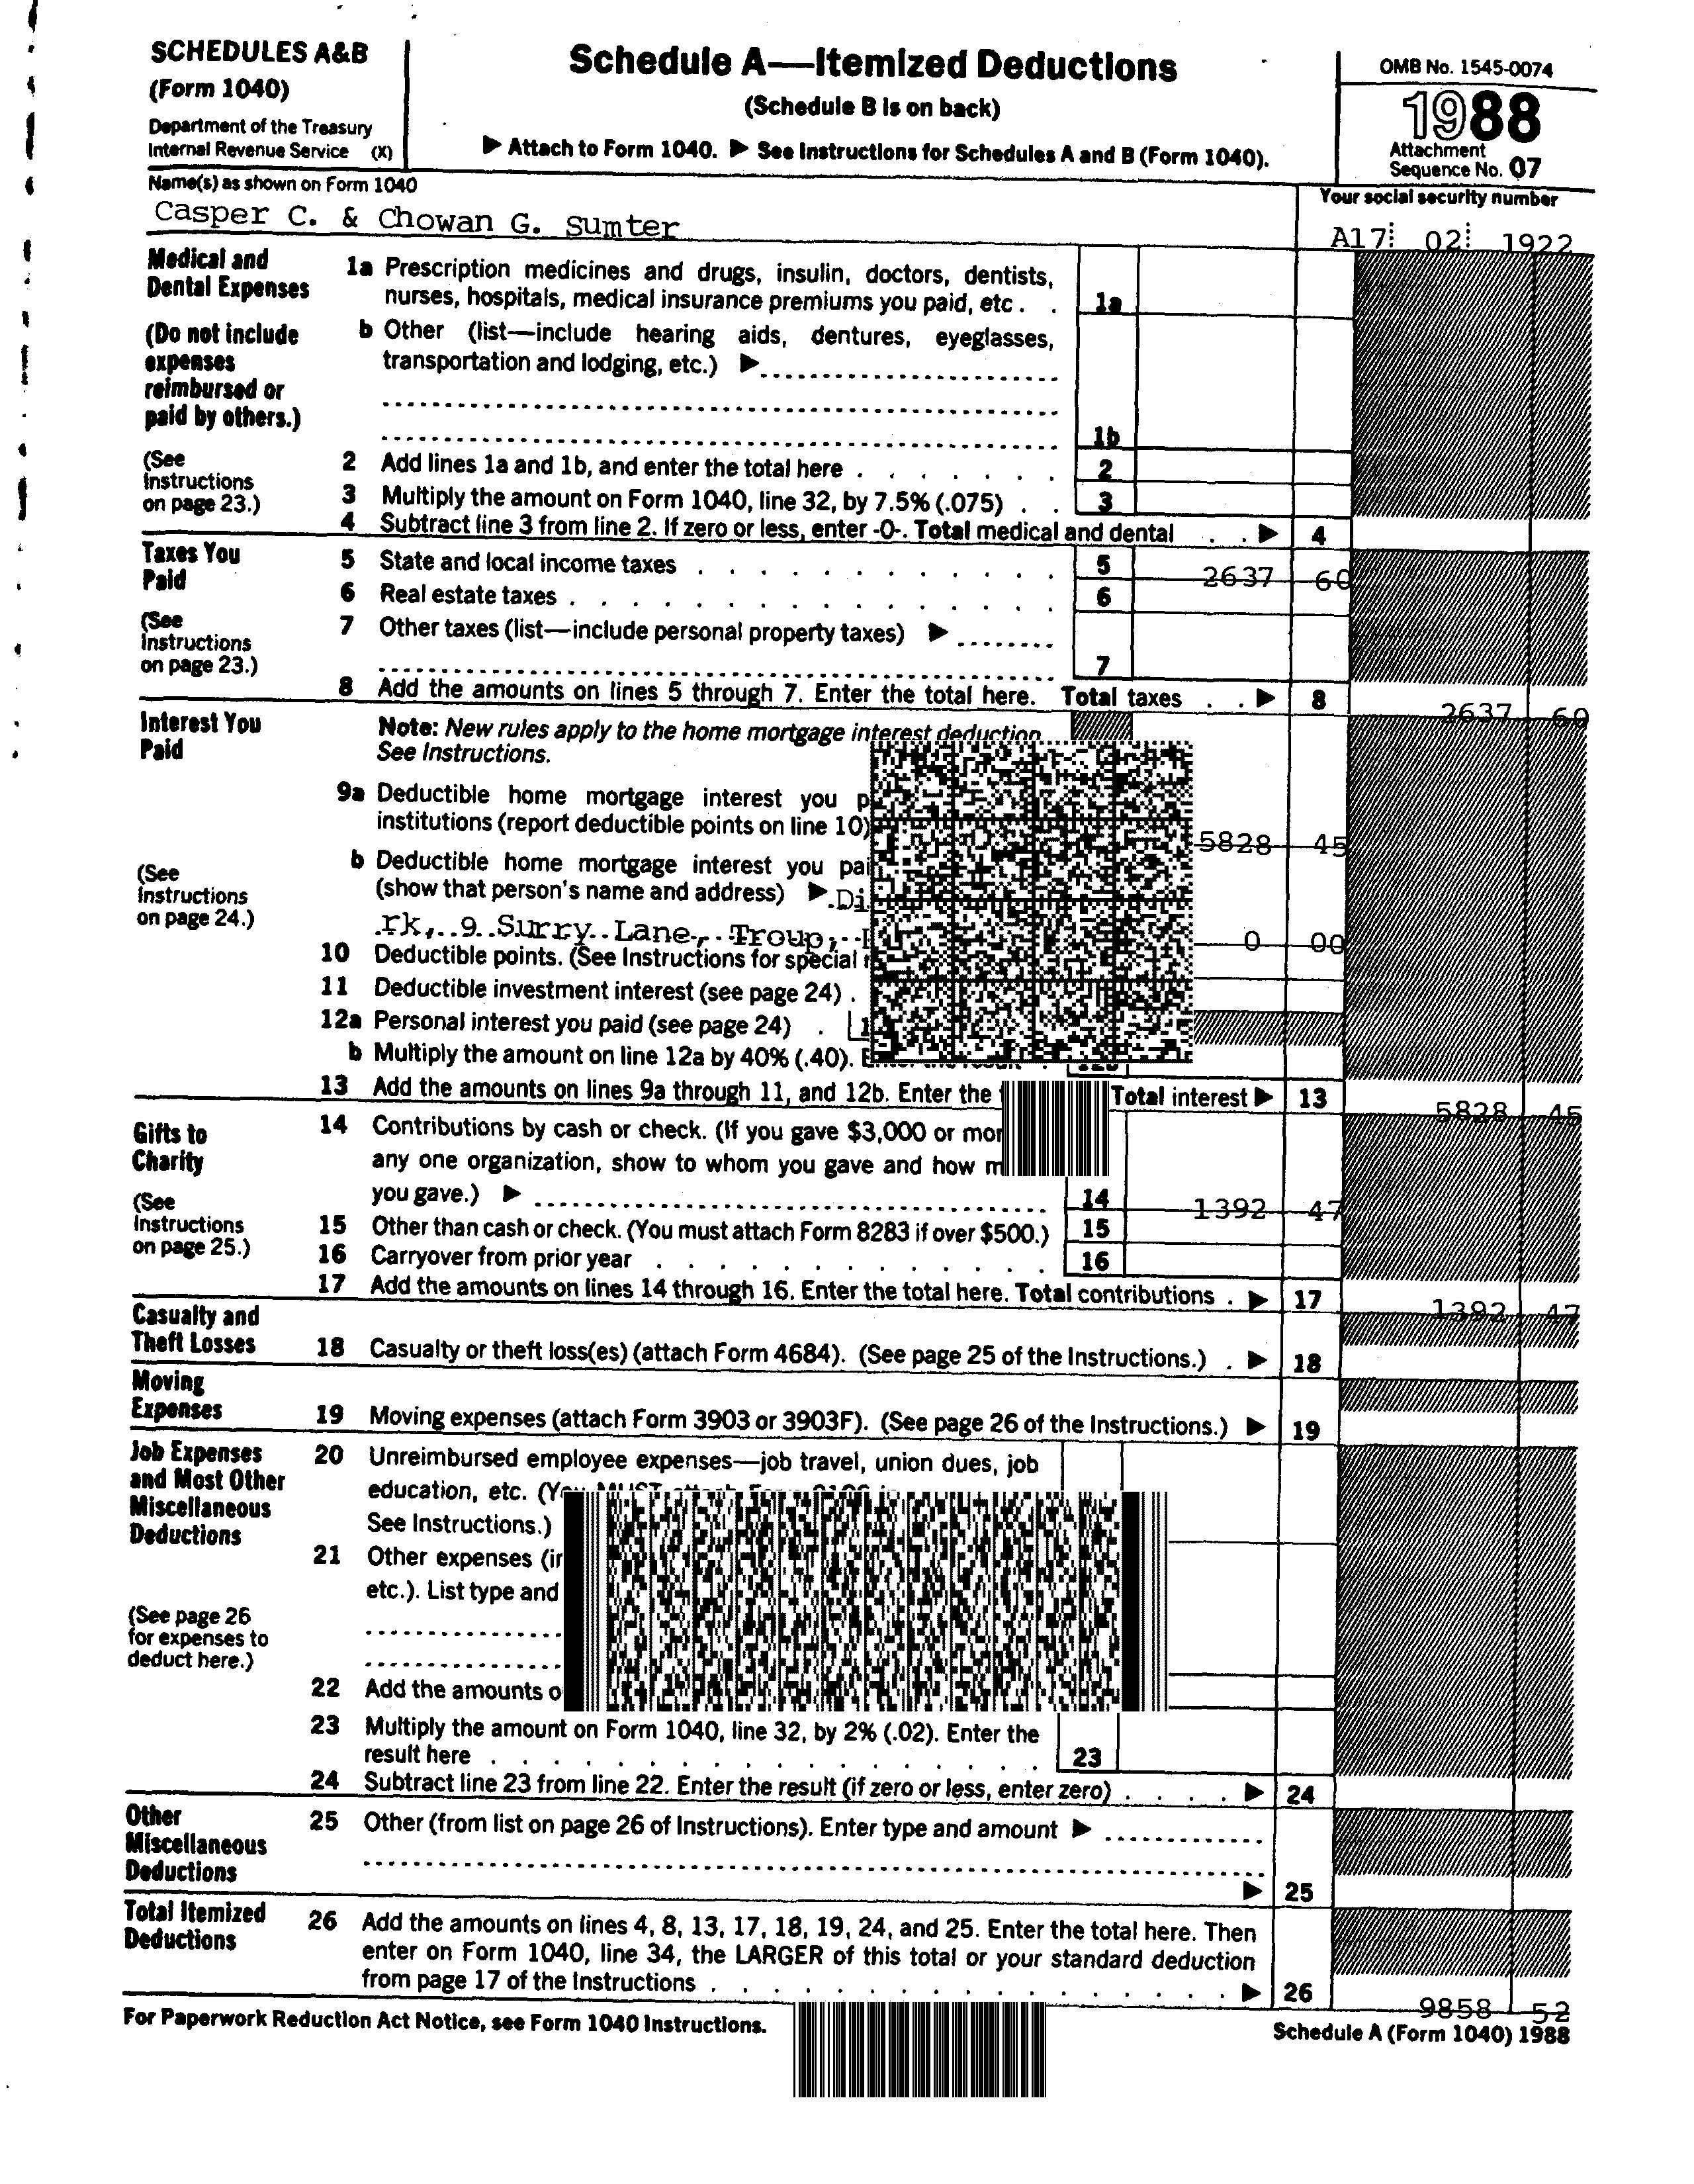 SCHEDULES A&B
(Form 1040)
Department of the Treasury
Internal Revenue Service (X)
Schedule A—Itemized Deductions
(Schedule B is on back)
▶ Attach to Form 1040. ▶ See Instructions for Schedules A and B (Form 1040).
OMB No. 1545-0074
1988
Attachment
Sequence No. 07
Name(s) as shown on Form 1040
Casper C. & Chowan G. Sumter
Your social security number
A17 02 1922
Medical and
Dental Expenses
(Do not include
expenses
reimbursed or
paid by others.)
(See
Instructions
on page 23.)
1a Prescription medicines and drugs, insulin, doctors, dentists,
nurses, hospitals, medical insurance premiums you paid, etc . . 1a
b Other (list—include hearing aids, dentures, eyeglasses,
transportation and lodging, etc.) ▶
1b
2 Add lines 1a and 1b, and enter the total here . . . . . . 2
3 Multiply the amount on Form 1040, line 32, by 7.5% (.075) . . 3
4 Subtract line 3 from line 2. If zero or less, enter -0-. Total medical and dental . . ▶ 4
Taxes You
Paid
(See
Instructions
on page 23.)
5 State and local income taxes . . . . . . . . . . . . 5 2637 60
6 Real estate taxes . . . . . . . . . . . . . . . . 6
7 Other taxes (list—include personal property taxes) ▶
7
8 Add the amounts on lines 5 through 7. Enter the total here. Total taxes . . ▶ 8 2637 60
Interest You
Paid
(See
Instructions
on page 24.)
Note: New rules apply to the home mortgage interest deduction
See Instructions.
9a Deductible home mortgage interest you
institutions (report deductible points on line 10) 5828 45
b Deductible home mortgage interest you pai
(show that person's name and address) ▶ Di
rk, 9 Surry Lane, Troup, 0 00
10 Deductible points. (See Instructions for special
11 Deductible investment interest (see page 24) .
12a Personal interest you paid (see page 24) .
b Multiply the amount on line 12a by 40% (.40).
13 Add the amounts on lines 9a through 11, and 12b. Enter the Total interest ▶ 13 5828 45
Gifts to
Charity
(See
Instructions
on page 25.)
14 Contributions by cash or check. (If you gave $3,000 or mor
any one organization, show to whom you gave and how m
you gave.) ▶ 14 1392 47
15 Other than cash or check. (You must attach Form 8283 if over $500.) 15
16 Carryover from prior year . . . . . . . . . . . . . 16
17 Add the amounts on lines 14 through 16. Enter the total here. Total contributions . ▶ 17 1392 47
Casualty and
Theft Losses
18 Casualty or theft loss(es) (attach Form 4684). (See page 25 of the Instructions.) . ▶ 18
Moving
Expenses
19 Moving expenses (attach Form 3903 or 3903F). (See page 26 of the Instructions.) ▶ 19
Job Expenses
and Most Other
Miscellaneous
Deductions
(See page 26
for expenses to
deduct here.)
20 Unreimbursed employee expenses—job travel, union dues, job
education, etc.
See Instructions.)
21 Other expenses (in
etc.). List type and
22 Add the amounts o
23 Multiply the amount on Form 1040, line 32, by 2% (.02). Enter the
result here . . . . . . . . . . . . . . . . . . 23
24 Subtract line 23 from line 22. Enter the result (if zero or less, enter zero) . . . . ▶ 24
Other
Miscellaneous
Deductions
25 Other (from list on page 26 of Instructions). Enter type and amount ▶
▶ 25
Total Itemized
Deductions
26 Add the amounts on lines 4, 8, 13, 17, 18, 19, 24, and 25. Enter the total here. Then
enter on Form 1040, line 34, the LARGER of this total or your standard deduction
from page 17 of the Instructions . . . . . . . . . . . . . . . . . ▶ 26 9858 52
For Paperwork Reduction Act Notice, see Form 1040 Instructions.
Schedule A (Form 1040) 1988